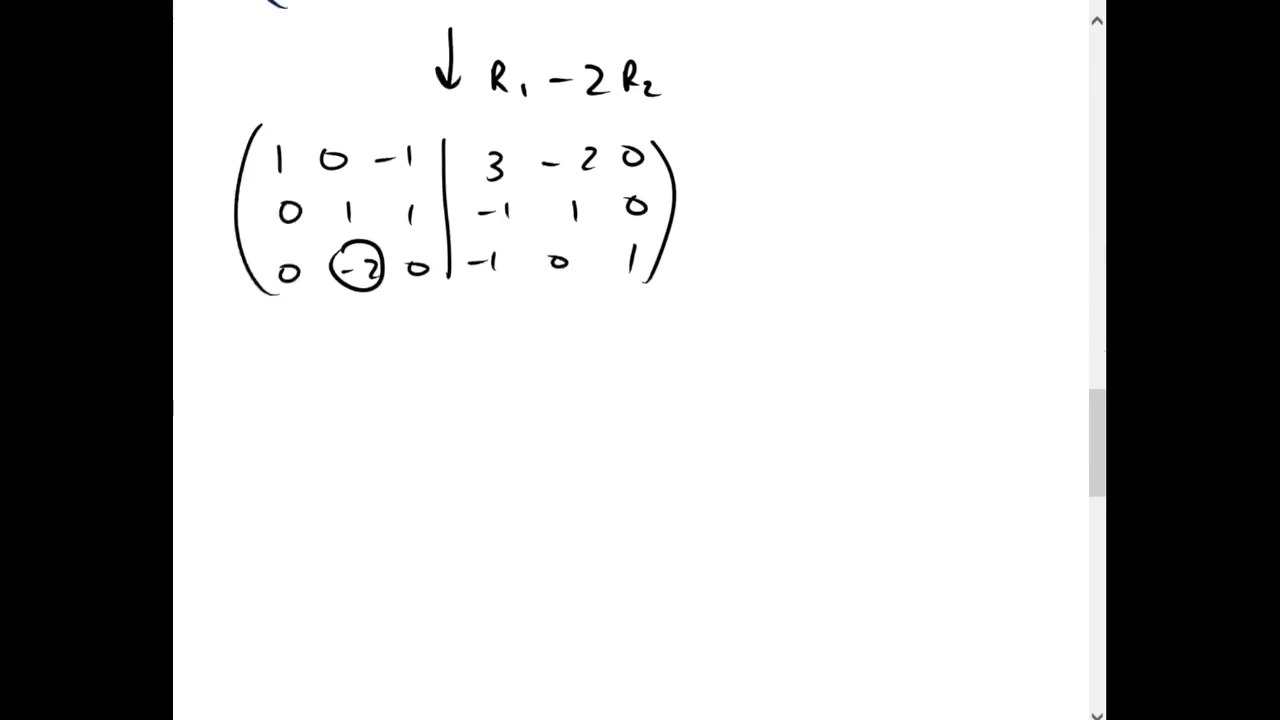 ↓ R₁ - 2R₂
1 0 -1 | 3 -2 0
0 1 1 | -1 1 0
0 -2 0 | -1 0 1